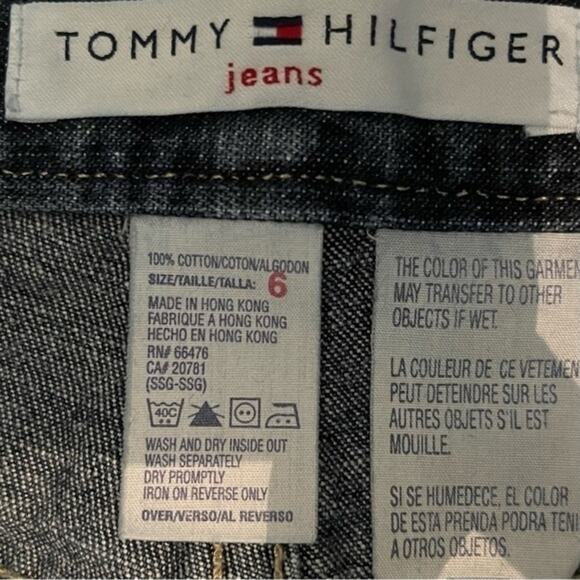 TOMMY HILFIGER
jeans
100% COTTON/COTON/ALGODON
SIZE/TAILLE/TALLA: 6
MADE IN HONG KONG
FABRIQUE A HONG KONG
HECHO EN HONG KONG
RN# 66476
CA# 20781
(SSG-SSG)
40C
WASH AND DRY INSIDE OUT
WASH SEPARATELY
DRY PROMPTLY
IRON ON REVERSE ONLY
OVER/VERSO/AL REVERSO
THE COLOR OF THIS GARMEN
MAY TRANSFER TO OTHER
OBJECTS IF WET.
LA COULEUR DE CE VETEMEN
PEUT DETEINDRE SUR LES
AUTRES OBJETS S'IL EST
MOUILLE.
SI SE HUMEDECE, EL COLOR
DE ESTA PRENDA PODRA TENI
A OTROS OBJETOS.